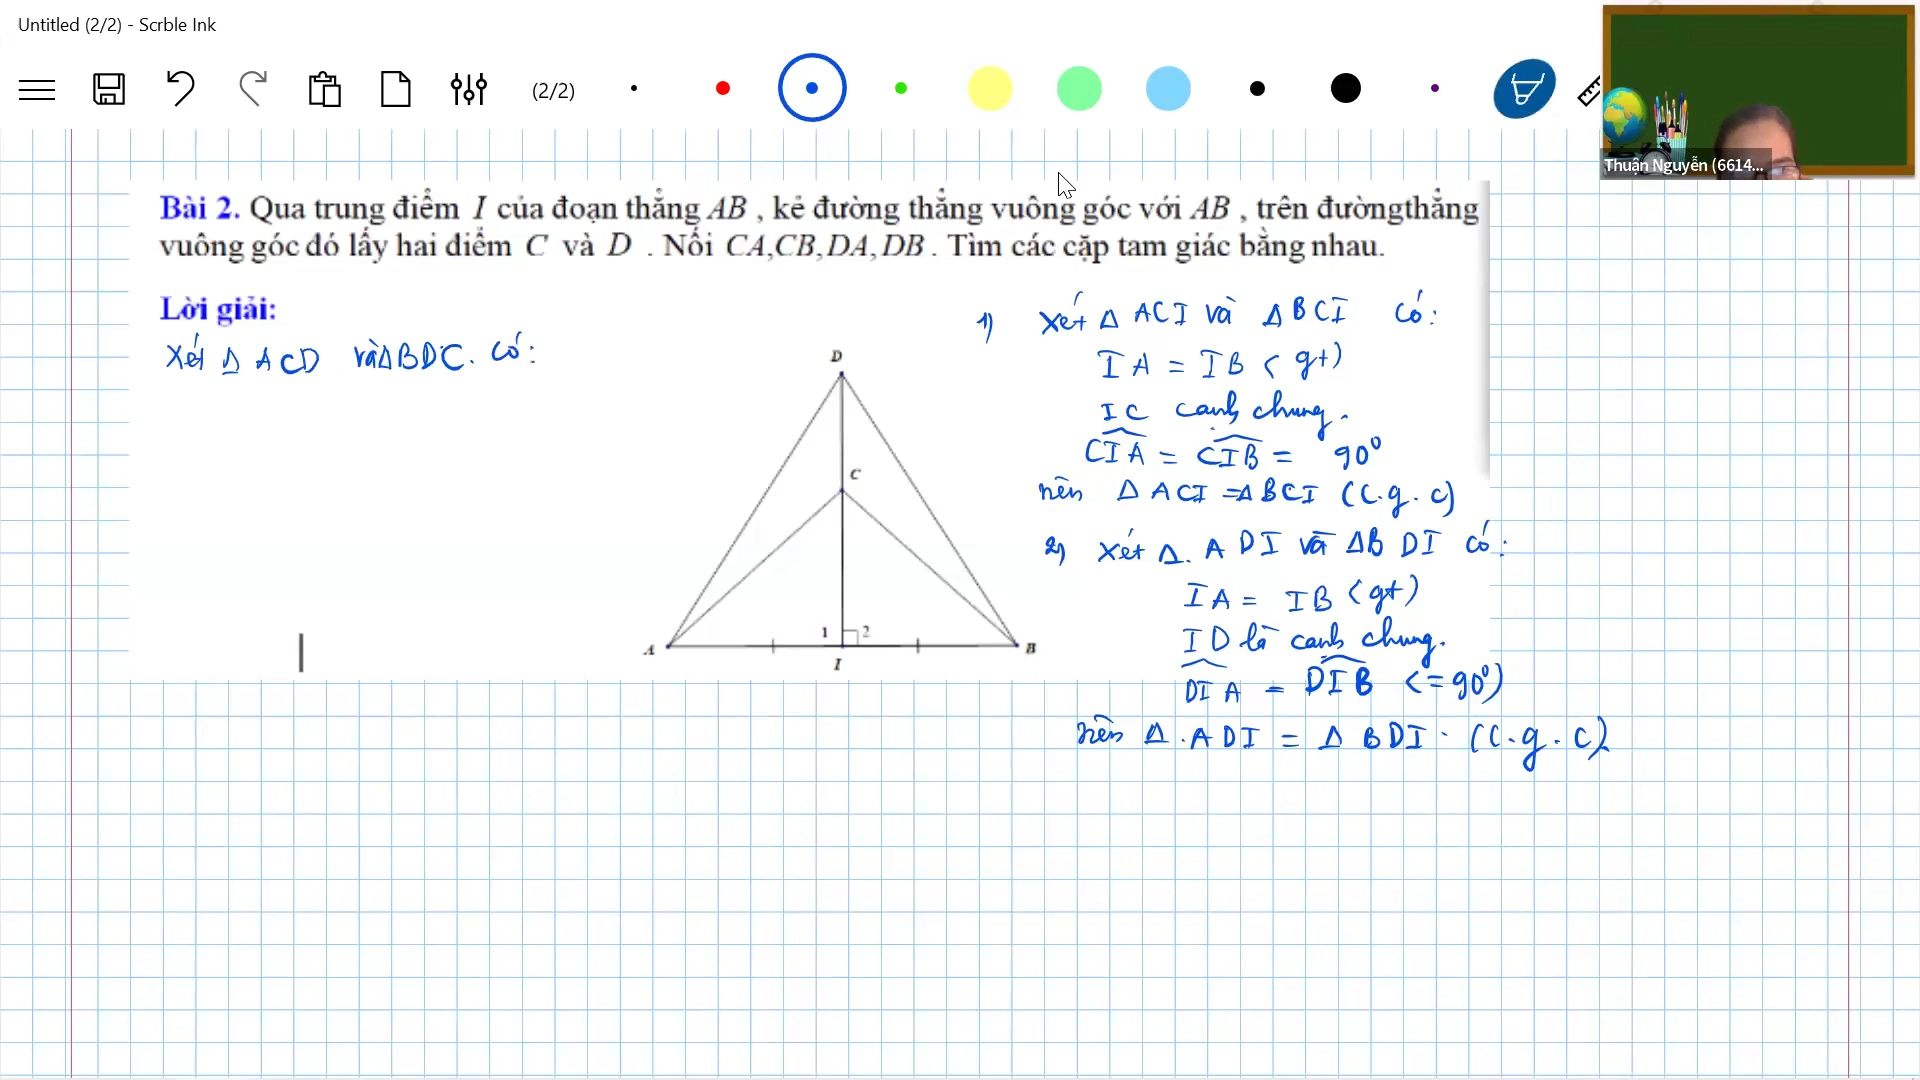 Untitled (2/2) - Scrble Ink
(2/2)
Thuận Nguyễn (6614...
Bài 2. Qua trung điểm I của đoạn thẳng AB , kẻ đường thẳng vuông góc với AB , trên đườngthẳng
vuông góc đó lấy hai điểm C và D . Nối CA,CB,DA,DB. Tìm các cặp tam giác bằng nhau.
Lời giải:
Xét Δ ACD và ΔBDC. có:
D
C
1 2
A
I
B
1) Xét Δ ACI và Δ BCI có:
IA = IB (gt)
IC cạnh chung.
CIA = CIB = 90⁰
nên Δ ACI = Δ BCI (C.g.c)
2) Xét Δ. ADI và ΔB DI có:
IA = IB (gt)
ID là cạnh chung.
DIA = DIB (=90⁰)
nên Δ.ADI = Δ BDI. (C.g.c)